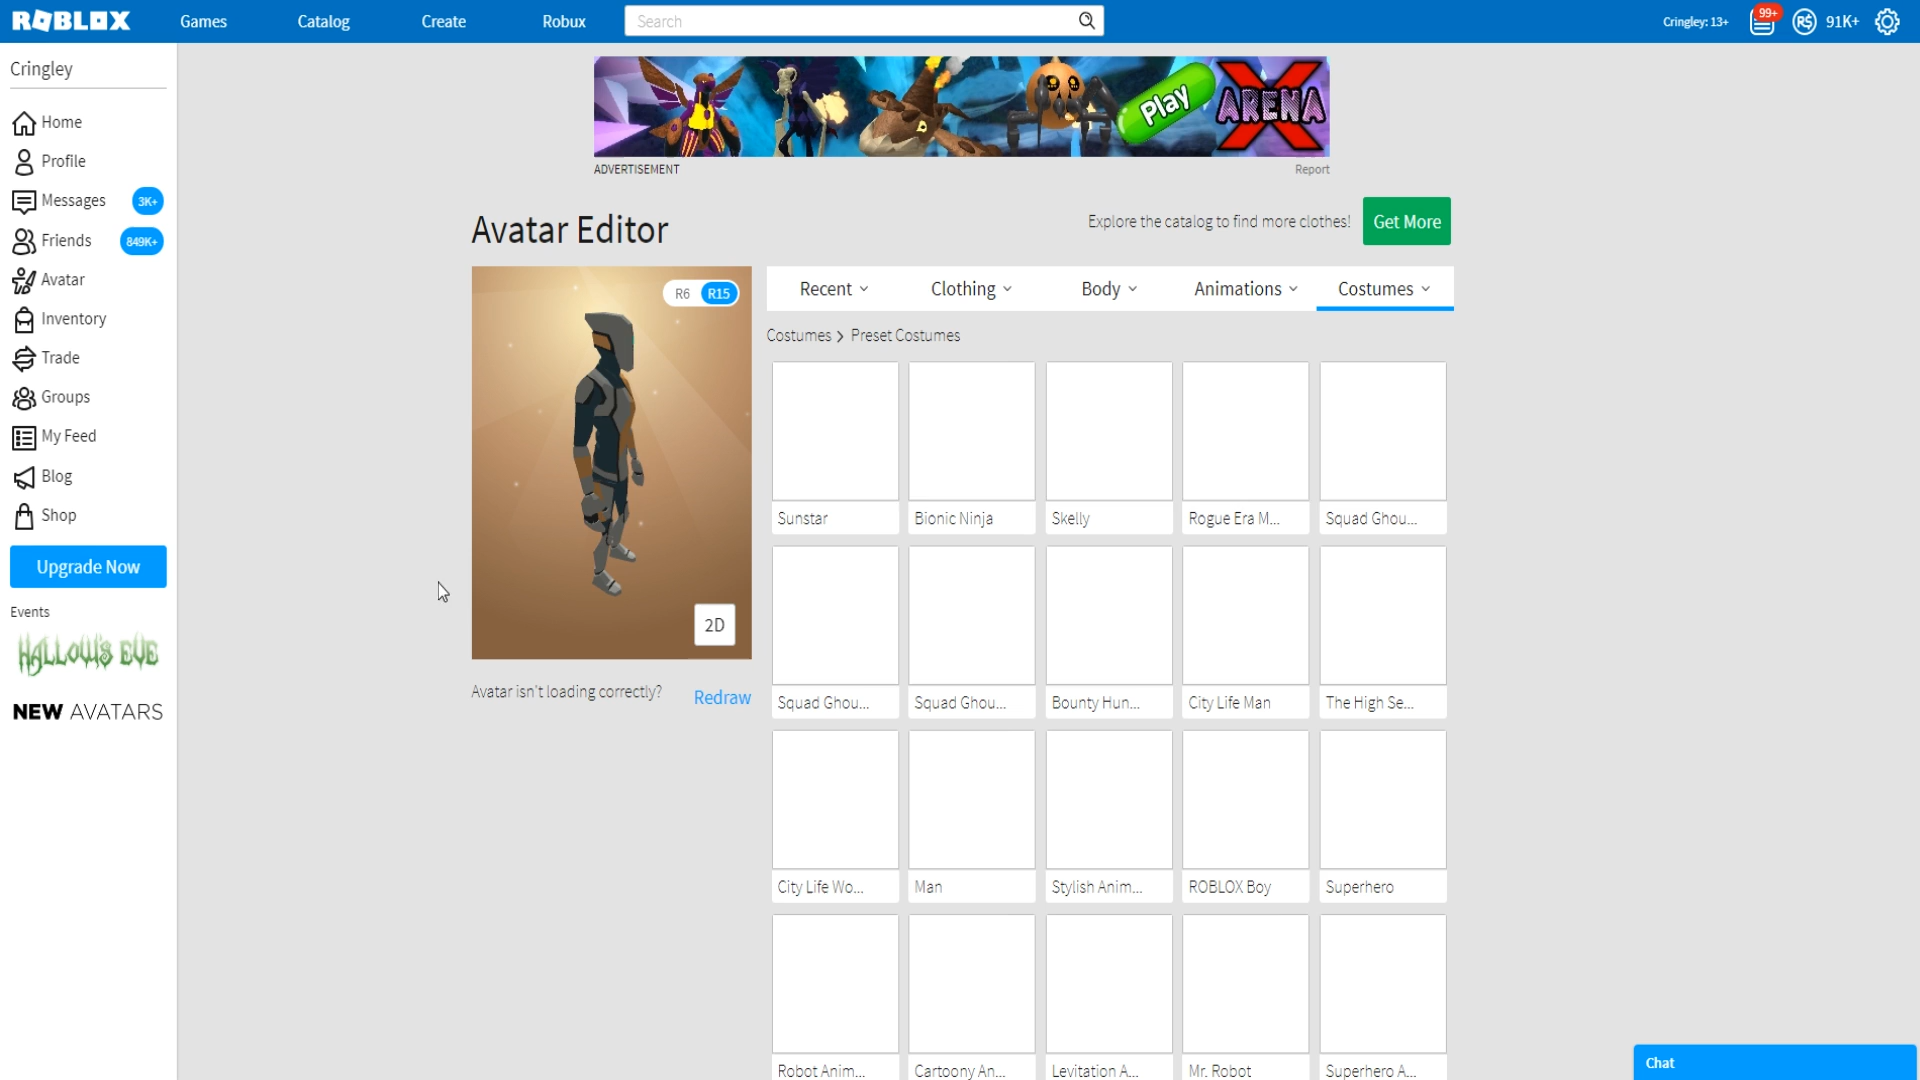 ROBLOX Games Catalog Create Robux Search Cringley: 13+ 99+ R$ 91K+
Cringley
Home
Profile
Messages 3K+
Friends 849K+
Avatar
Inventory
Trade
Groups
My Feed
Blog
Shop
Upgrade Now
Events
HALLOW'S EVE
NEW AVATARS
Play X ARENA
ADVERTISEMENT Report
Avatar Editor
Explore the catalog to find more clothes! Get More
R6 R15
2D
Avatar isn't loading correctly? Redraw
Recent Clothing Body Animations Costumes
Costumes > Preset Costumes
Sunstar Bionic Ninja Skelly Rogue Era M... Squad Ghou...
Squad Ghou... Squad Ghou... Bounty Hun... City Life Man The High Se...
City Life Wo... Man Stylish Anim... ROBLOX Boy Superhero
Robot Anim... Cartoony An... Levitation A... Mr. Robot Superhero A...
Chat